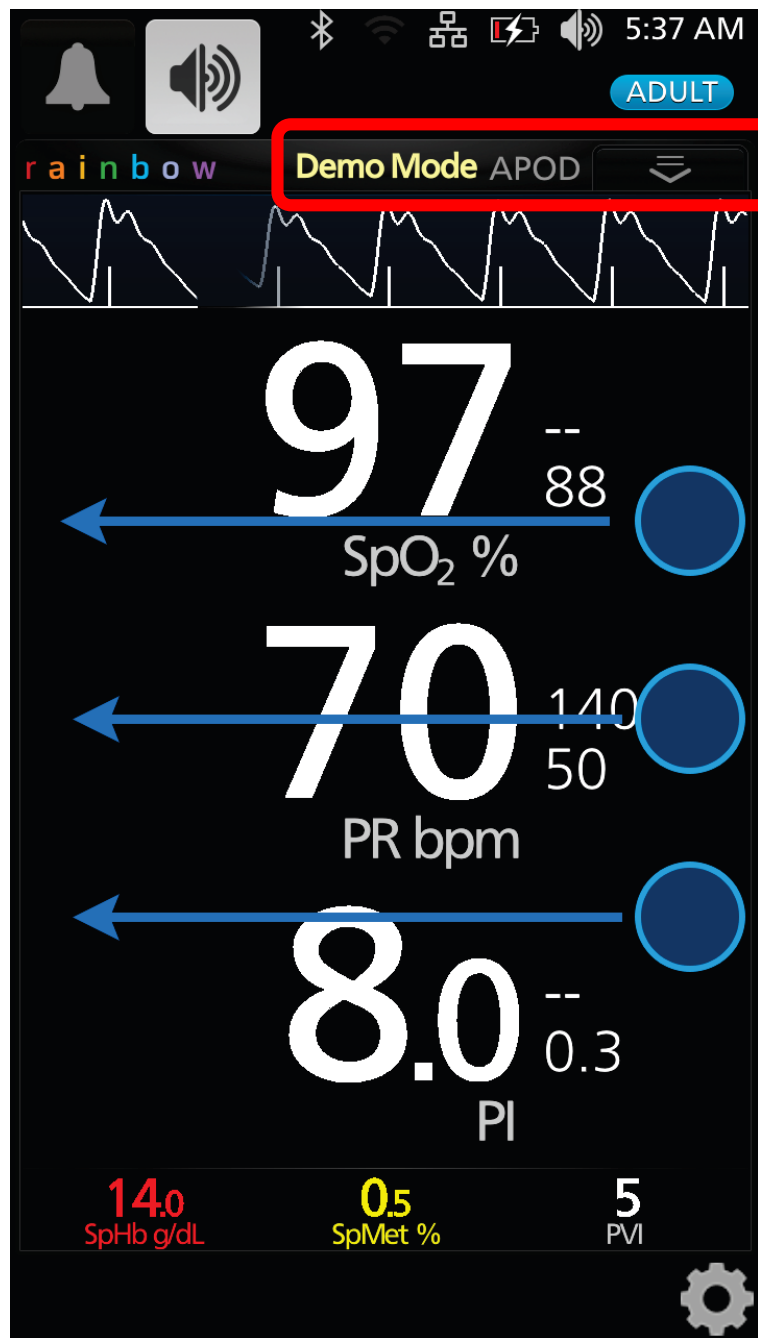 5:37 AM
ADULT
rainbow Demo Mode APOD
97
--
88
SpO₂ %
70
140
50
PR bpm
8.0
--
0.3
PI
14.0 0.5 5
SpHb g/dL SpMet % PVI